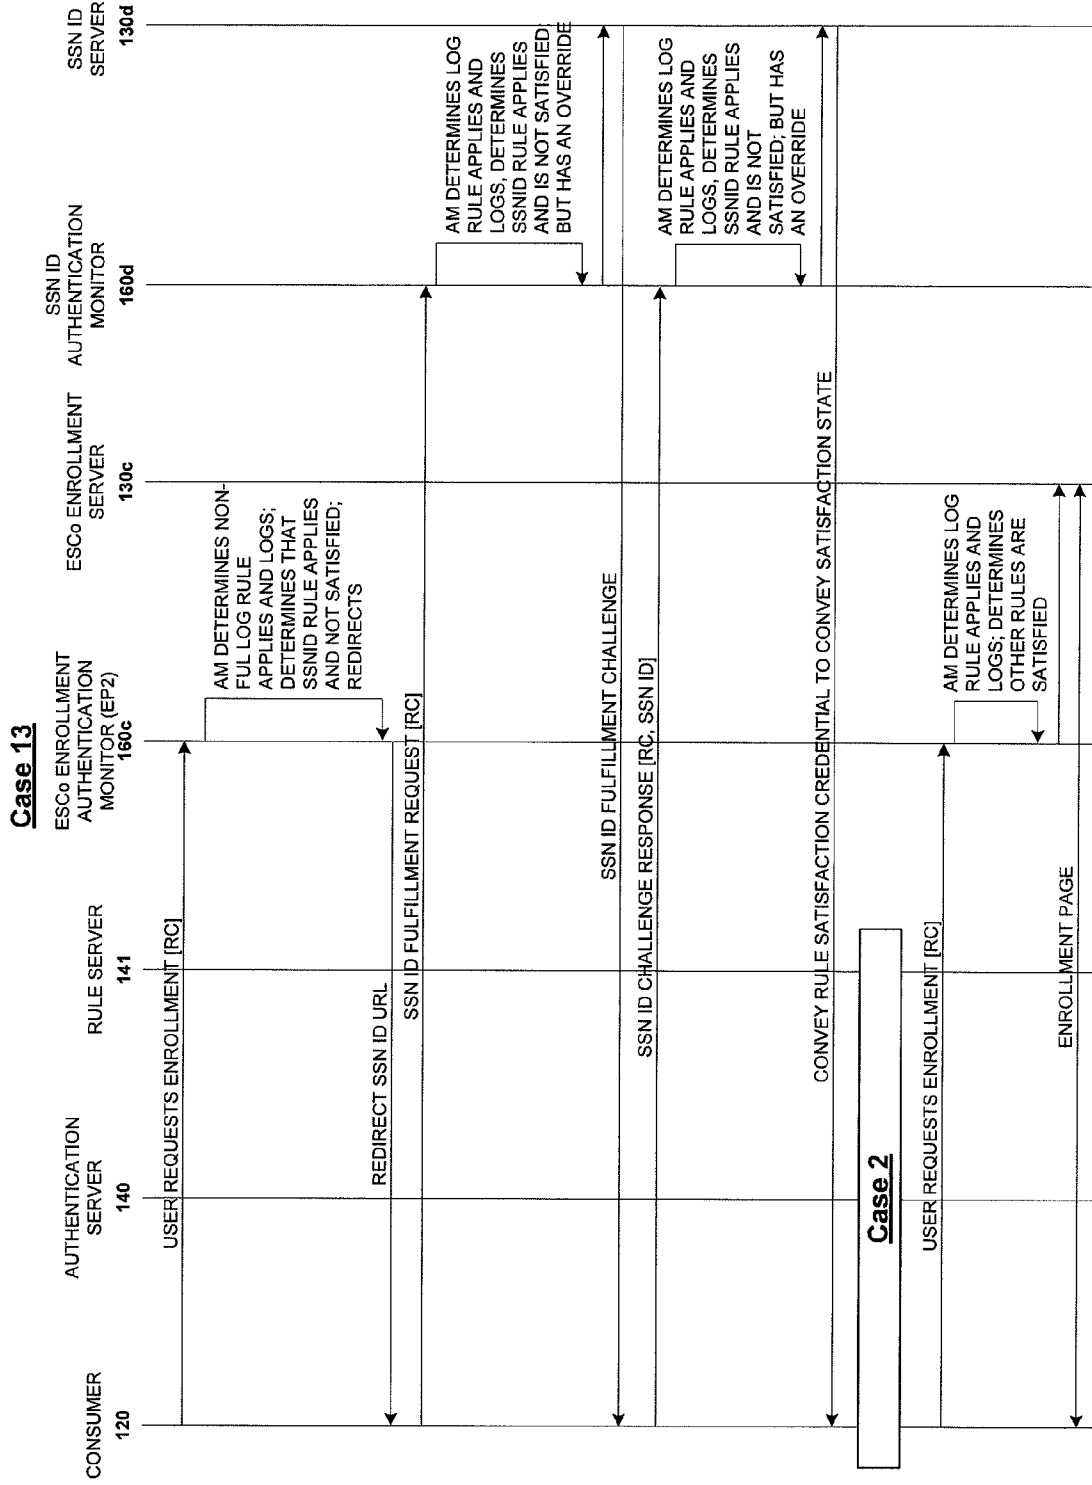 Case 13
CONSUMER
120
AUTHENTICATION
SERVER
140
RULE SERVER
141
ESCo ENROLLMENT
AUTHENTICATION
MONITOR (EP2)
160c
ESCo ENROLLMENT
SERVER
130c
SSN ID
AUTHENTICATION
MONITOR
160d
SSN ID
SERVER
130d
USER REQUESTS ENROLLMENT [RC]
AM DETERMINES NON-
FUL LOG RULE
APPLIES AND LOGS;
DETERMINES THAT
SSNID RULE APPLIES
AND NOT SATISFIED;
REDIRECTS
REDIRECT SSN ID URL
SSN ID FULFILLMENT REQUEST [RC]
AM DETERMINES LOG
RULE APPLIES AND
LOGS, DETERMINES
SSNID RULE APPLIES
AND IS NOT SATISFIED;
BUT HAS AN OVERRIDE
SSN ID FULFILLMENT CHALLENGE
SSN ID CHALLENGE RESPONSE [RC, SSN ID]
AM DETERMINES LOG
RULE APPLIES AND
LOGS, DETERMINES
SSNID RULE APPLIES
AND IS NOT
SATISFIED; BUT HAS
AN OVERRIDE
CONVEY RULE SATISFACTION CREDENTIAL TO CONVEY SATISFACTION STATE
Case 2
USER REQUESTS ENROLLMENT [RC]
AM DETERMINES LOG
RULE APPLIES AND
LOGS; DETERMINES
OTHER RULES ARE
SATISFIED
ENROLLMENT PAGE